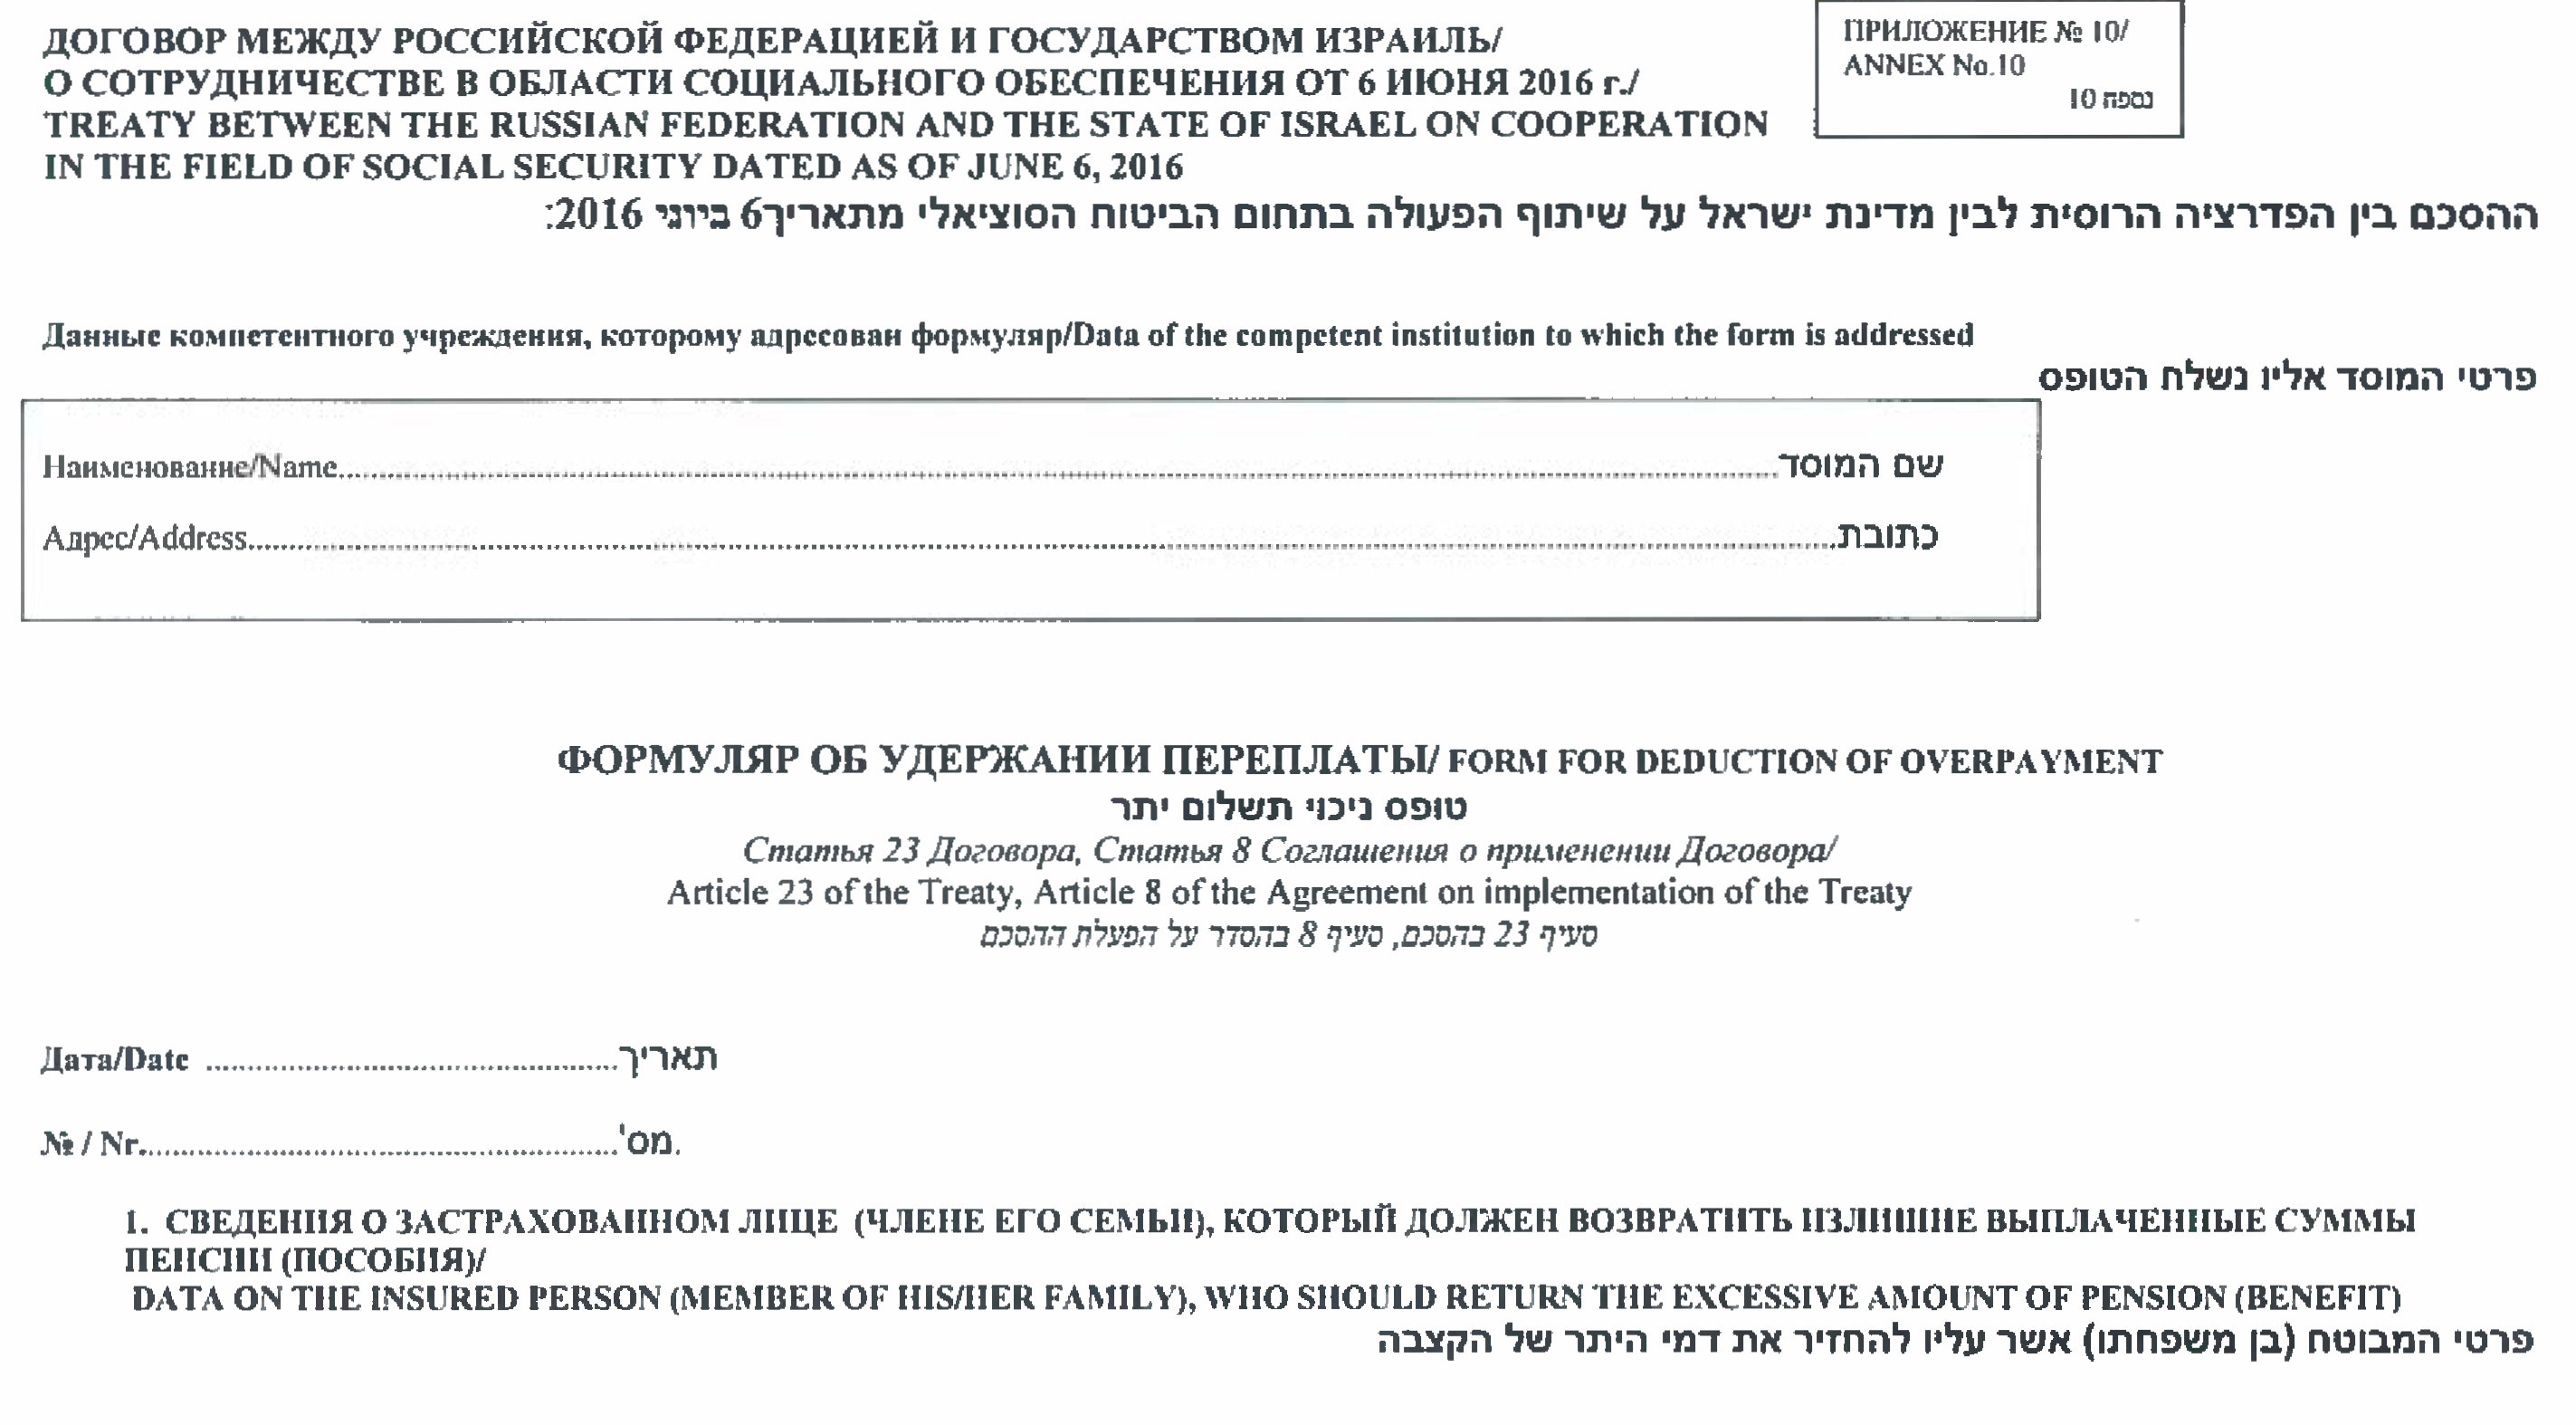 ДОГОВОР МЕЖДУ РОССИЙСКОЙ ФЕДЕРАЦИЕЙ И ГОСУДАРСТВОМ ИЗРАИЛЬ/
О СОТРУДНИЧЕСТВЕ В ОБЛАСТИ СОЦИАЛЬНОГО ОБЕСПЕЧЕНИЯ ОТ 6 ИЮНЯ 2016 г./
TREATY BETWEEN THE RUSSIAN FEDERATION AND THE STATE OF ISRAEL ON COOPERATION
IN THE FIELD OF SOCIAL SECURITY DATED AS OF JUNE 6, 2016
ПРИЛОЖЕНИЕ № 10/
ANNEX No.10
נספח 10
ההסכם בין הפדרציה הרוסית לבין מדינת ישראל על שיתוף הפעולה בתחום הביטוח הסוציאלי מתאריך6 ביוני 2016:
Данные компетентного учреждения, которому адресован формуляр/Data of the competent institution to which the form is addressed
פרטי המוסד אליו נשלח הטופס
Наименование/Name..........שם המוסד
Адрес/Address..........כתובת
ФОРМУЛЯР ОБ УДЕРЖАНИИ ПЕРЕПЛАТЫ/ FORM FOR DEDUCTION OF OVERPAYMENT
טופס ניכוי תשלום יתר
Статья 23 Договора, Статья 8 Соглашения о применении Договора/
Article 23 of the Treaty, Article 8 of the Agreement on implementation of the Treaty
סעיף 23 בהסכם, סעיף 8 בהסדר על הפעלת ההסכם
Дата/Date ..........תאריך
№ / Nr..........מס'.
1. СВЕДЕНИЯ О ЗАСТРАХОВАННОМ ЛИЦЕ (ЧЛЕНЕ ЕГО СЕМЬИ), КОТОРЫЙ ДОЛЖЕН ВОЗВРАТИТЬ ИЗЛИШНИЕ ВЫПЛАЧЕННЫЕ СУММЫ
ПЕНСИИ (ПОСОБИЯ)/
DATA ON THE INSURED PERSON (MEMBER OF HIS/HER FAMILY), WHO SHOULD RETURN THE EXCESSIVE AMOUNT OF PENSION (BENEFIT)
פרטי המבוטח (בן משפחתו) אשר עליו להחזיר את דמי היתר של הקצבה